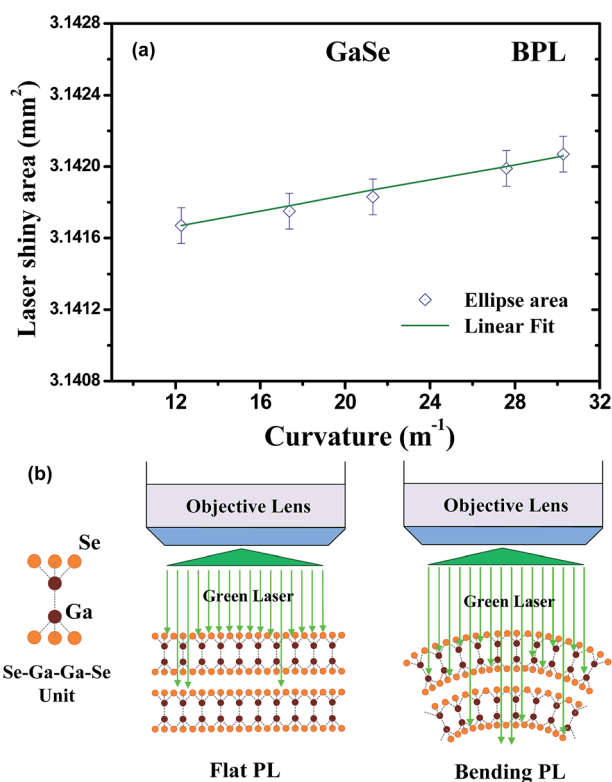 (a)
GaSe BPL
Laser shiny area (mm²)
3.1428
3.1424
3.1420
3.1416
3.1412
3.1408
Ellipse area
Linear Fit
12 16 20 24 28 32
Curvature (m⁻¹)
(b)
Se
Ga
Se-Ga-Ga-Se
Unit
Objective Lens
Green Laser
Flat PL
Objective Lens
Green Laser
Bending PL